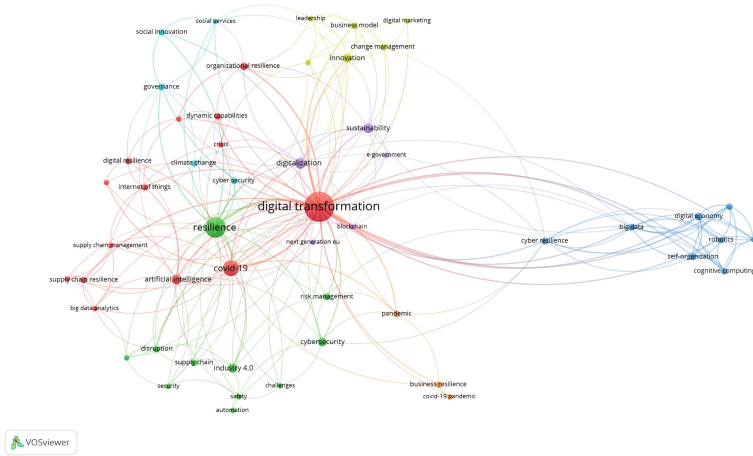 leadership
social services
digital marketing
business model
social innovation
change management
innovation
organizational resilience
governance
dynamic capabilities
sustainability
crisis
e-government
digital resilience
climate change
digitalization
cyber security
internet of things
digital transformation
digital economy
resilience
blockchain
big data
next generation eu
cyber resilience
robotics
supply chain management
self-organization
covid-19
cognitive computing
supply chain resilience
artificial intelligence
risk management
big data analytics
pandemic
cybersecurity
disruption
supply chain
industry 4.0
security
challenges
business resilience
safety
covid-19 pandemic
automation
VOSviewer